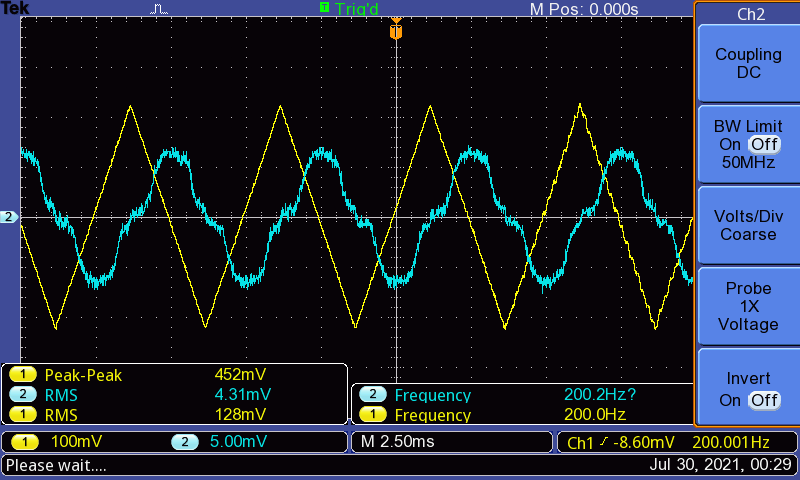 Tek T Trig'd M Pos: 0.000s
Ch2
T
Coupling
DC
BW Limit
On Off
50MHz
2
Volts/Div
Coarse
Probe
1X
Voltage
Invert
On Off
1 Peak-Peak 452mV
2 RMS 4.31mV
1 RMS 128mV
2 Frequency 200.2Hz?
1 Frequency 200.0Hz
1 100mV 2 5.00mV M 2.50ms Ch1 -8.60mV 200.001Hz
Please wait.... Jul 30, 2021, 00:29